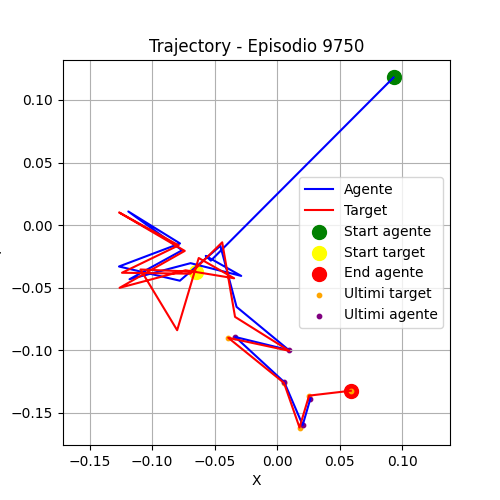 Trajectory - Episodio 9750
0.10
0.05
0.00
−0.05
−0.10
−0.15
Agente
Target
Start agente
Start target
End agente
Ultimi target
Ultimi agente
−0.15 −0.10 −0.05 0.00 0.05 0.10
X